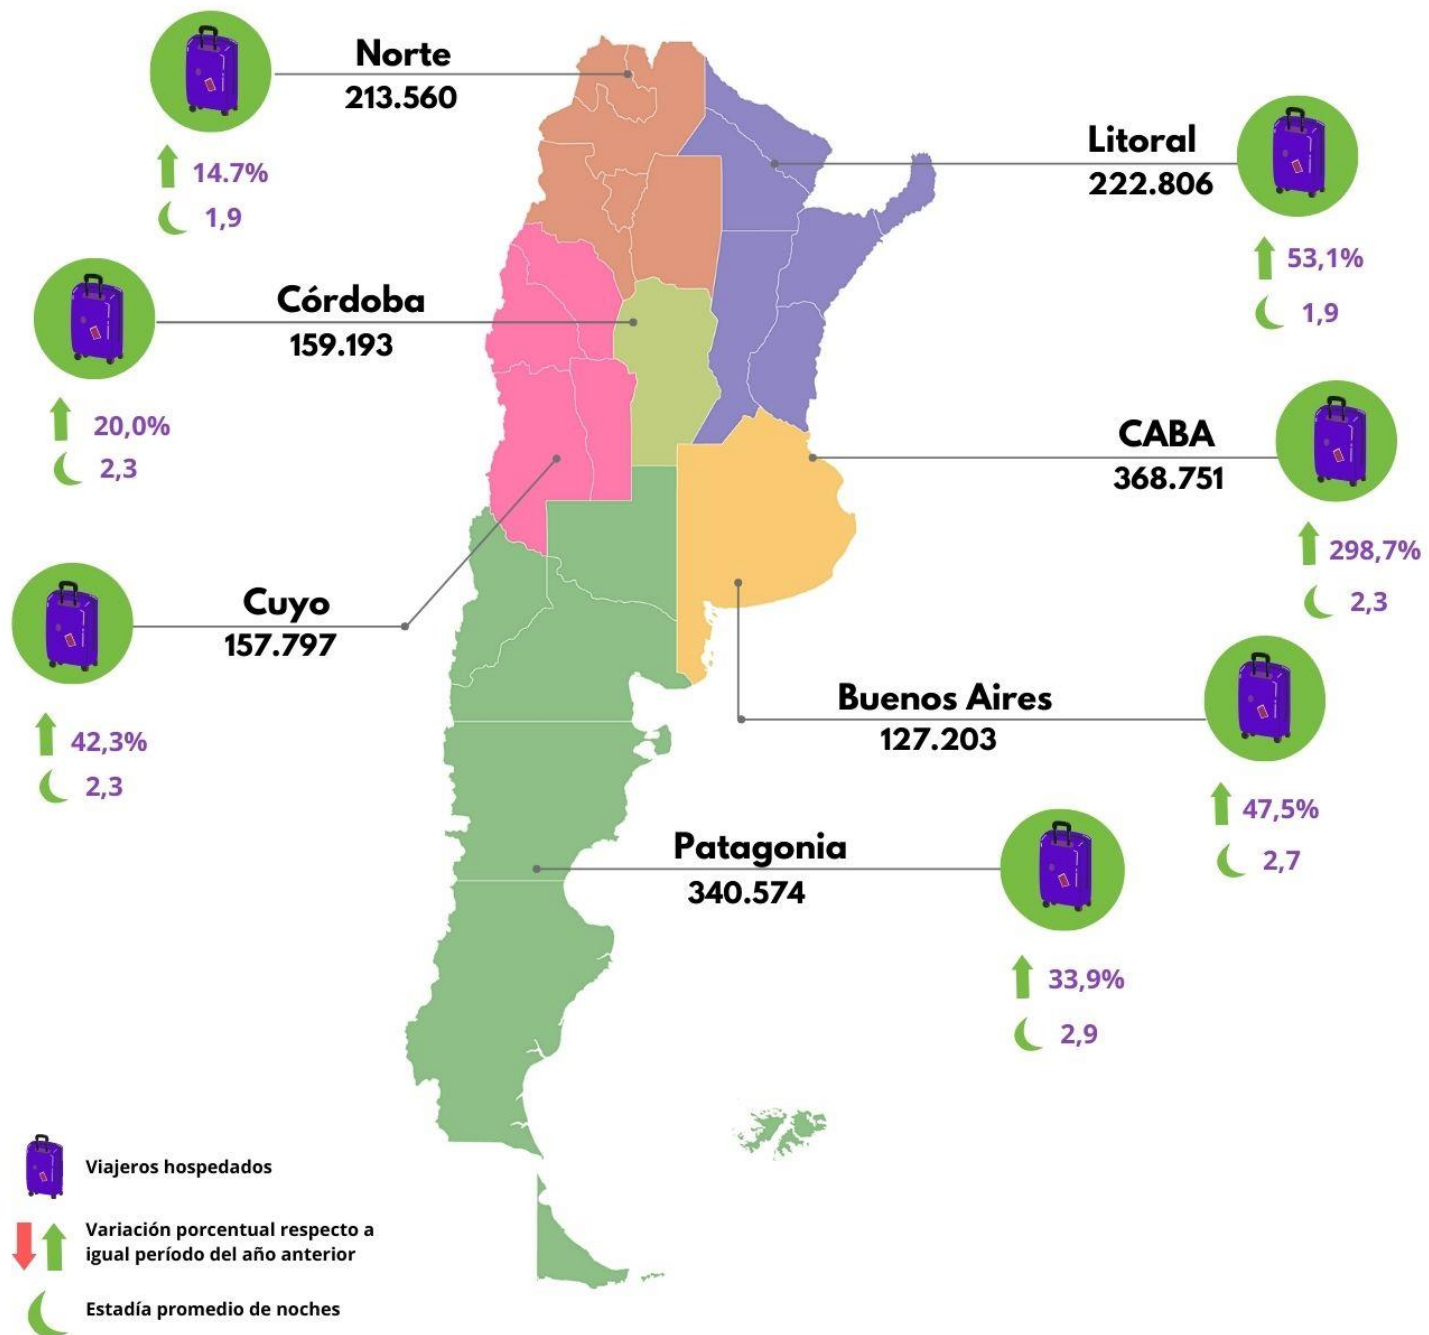 Norte
213.560
14.7%
1,9
Litoral
222.806
53,1%
1,9
Córdoba
159.193
20,0%
2,3
CABA
368.751
298,7%
2,3
Cuyo
157.797
42,3%
2,3
Buenos Aires
127.203
47,5%
2,7
Patagonia
340.574
33,9%
2,9
Viajeros hospedados
Variación porcentual respecto a
igual período del año anterior
Estadía promedio de noches